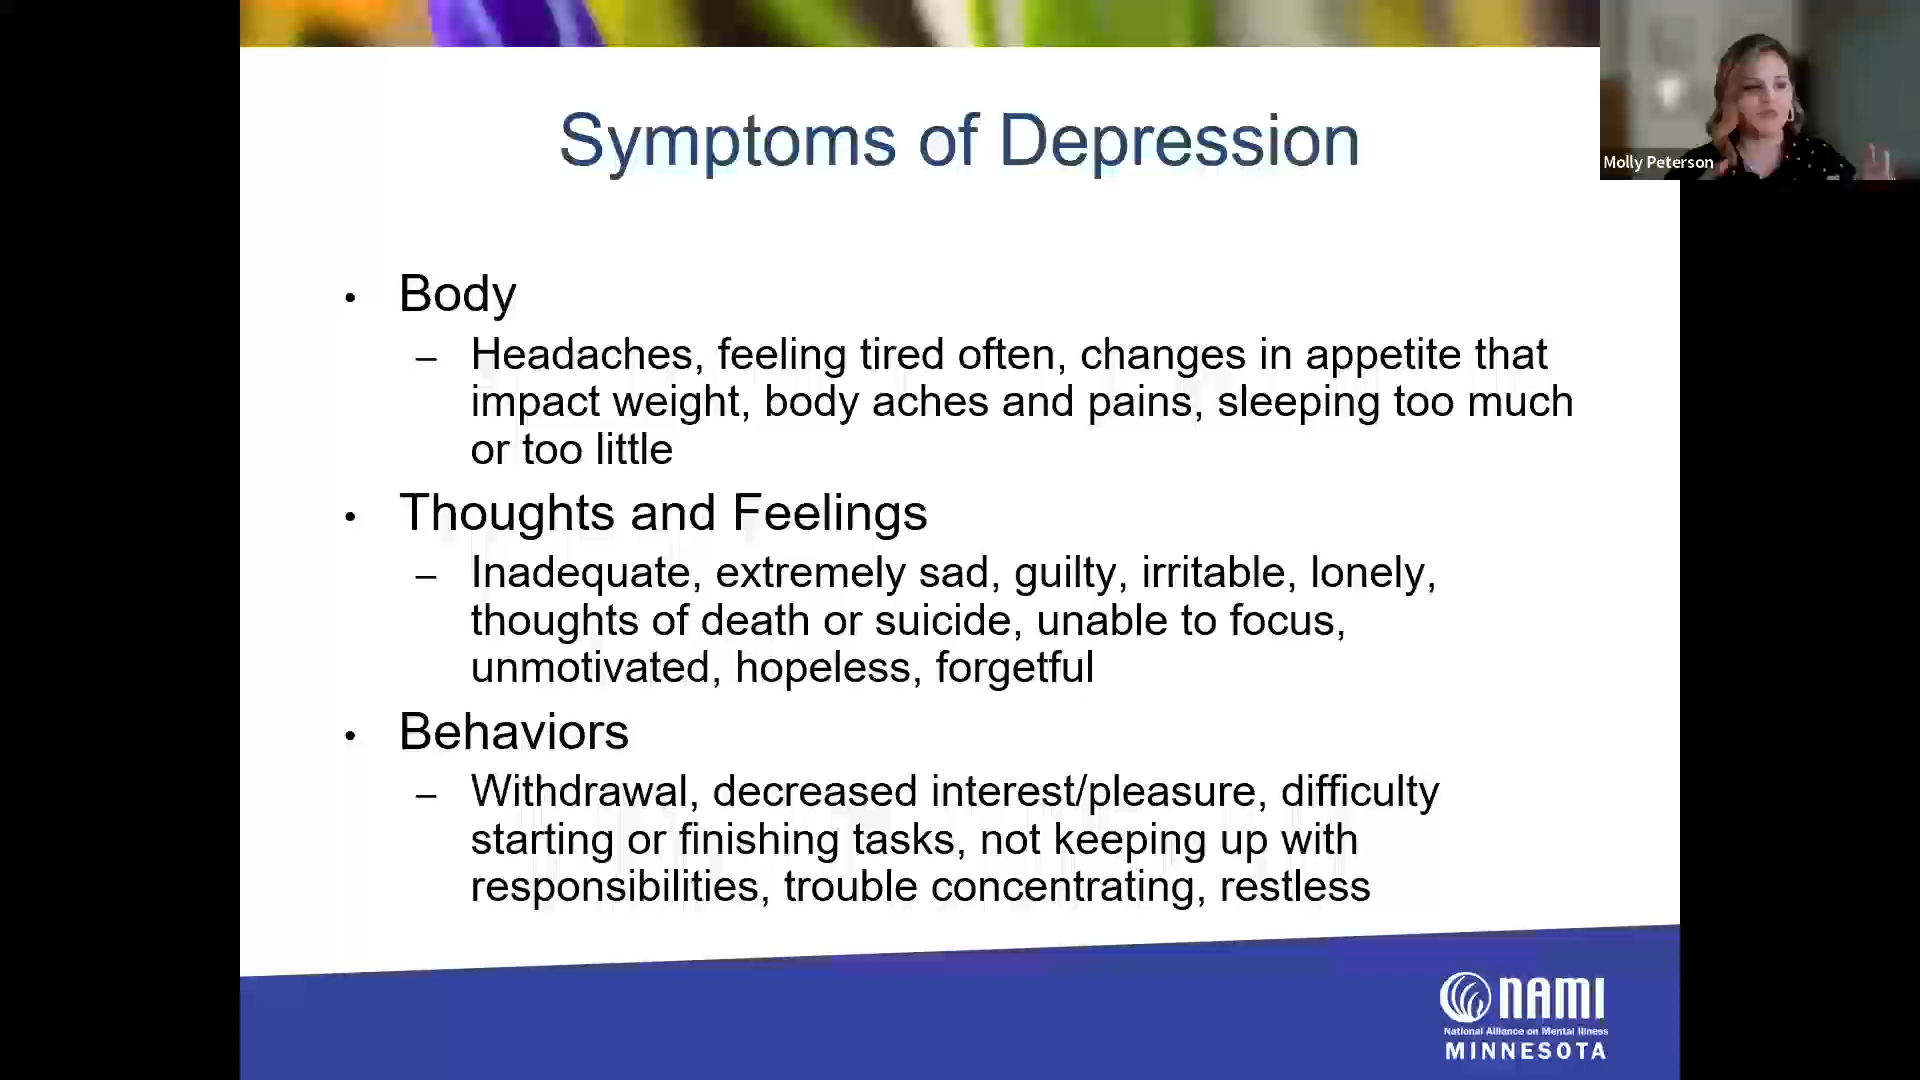 Symptoms of Depression
Molly Peterson
• Body
– Headaches, feeling tired often, changes in appetite that
impact weight, body aches and pains, sleeping too much
or too little
• Thoughts and Feelings
– Inadequate, extremely sad, guilty, irritable, lonely,
thoughts of death or suicide, unable to focus,
unmotivated, hopeless, forgetful
• Behaviors
– Withdrawal, decreased interest/pleasure, difficulty
starting or finishing tasks, not keeping up with
responsibilities, trouble concentrating, restless
NAMI
National Alliance on Mental Illness
MINNESOTA